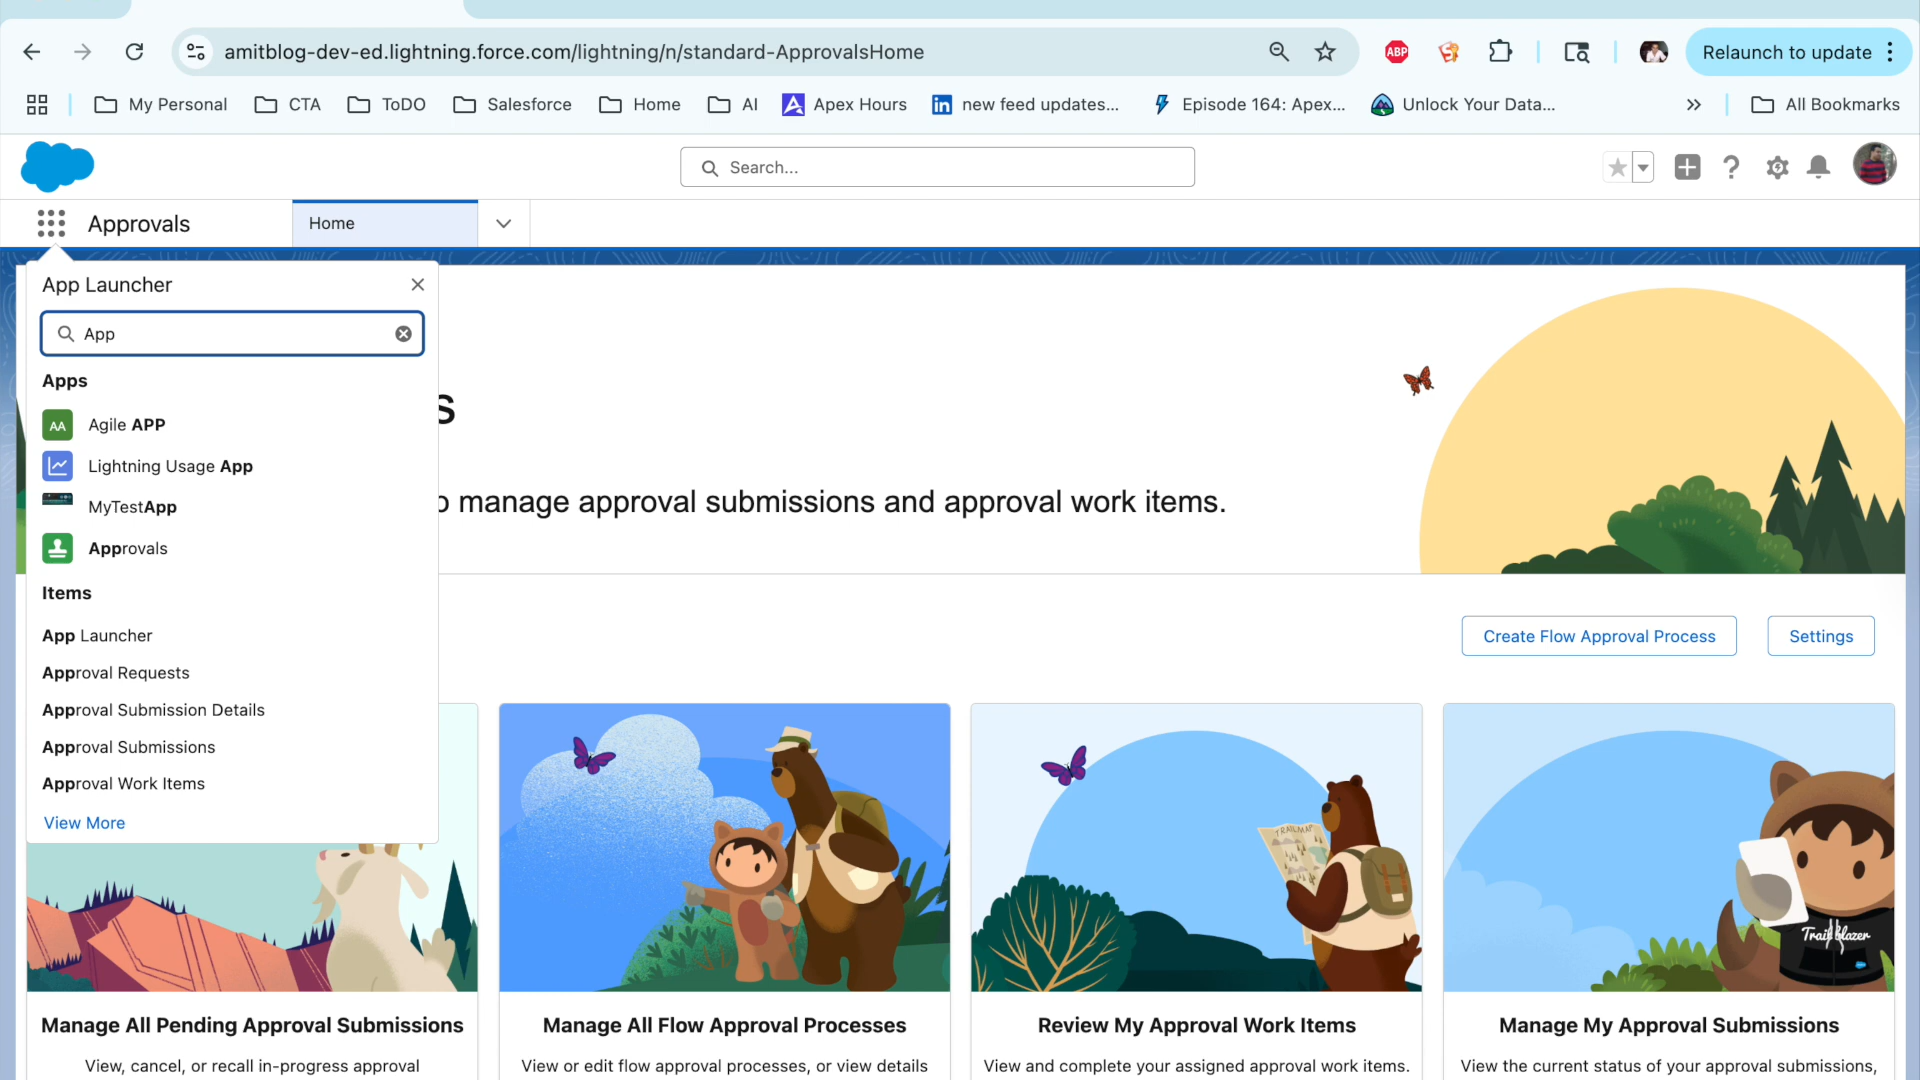 amitblog-dev-ed.lightning.force.com/lightning/n/standard-ApprovalsHome
ABP
Relaunch to update
My Personal
CTA
ToDO
Salesforce
Home
AI
Apex Hours
new feed updates...
Episode 164: Apex...
Unlock Your Data...
All Bookmarks
Search...
Approvals
Home
App Launcher
App
Apps
AA
Agile APP
Lightning Usage App
MyTestApp
Approvals
Items
App Launcher
Approval Requests
Approval Submission Details
Approval Submissions
Approval Work Items
View More
s
o manage approval submissions and approval work items.
Create Flow Approval Process
Settings
TRAIL MAP
Trailblazer
Manage All Pending Approval Submissions
View, cancel, or recall in-progress approval
Manage All Flow Approval Processes
View or edit flow approval processes, or view details
Review My Approval Work Items
View and complete your assigned approval work items.
Manage My Approval Submissions
View the current status of your approval submissions,